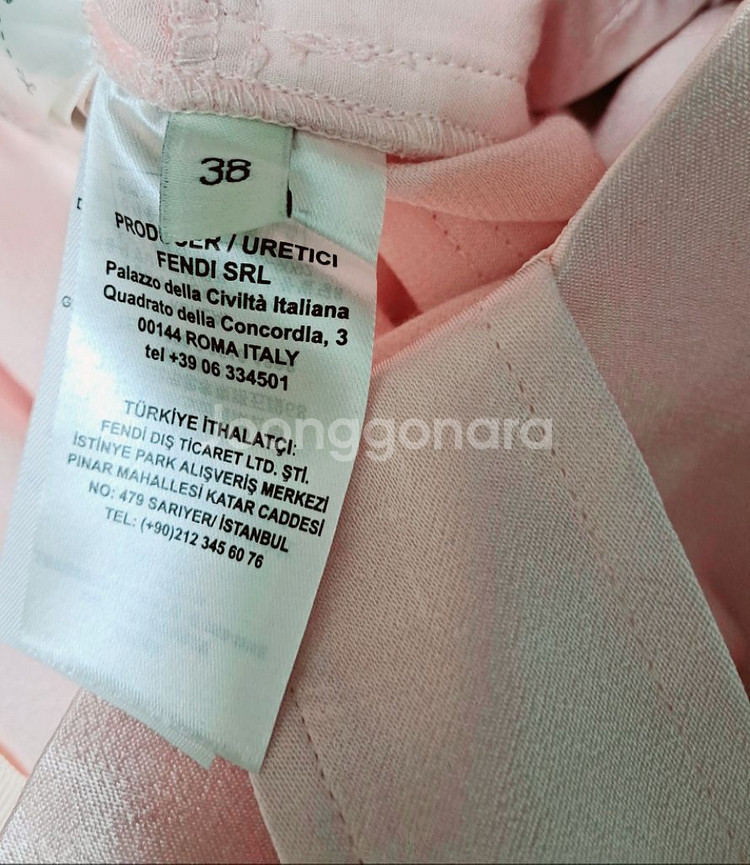 38
PRODUCER / URETICI
FENDI SRL
Palazzo della Civiltà Italiana
Quadrato della Concordia, 3
00144 ROMA ITALY
tel +39 06 334501
TÜRKİYE İTHALATÇI:
FENDİ DIŞ TİCARET LTD. ŞTİ.
İSTİNYE PARK ALIŞVERİŞ MERKEZİ
PINAR MAHALLESİ KATAR CADDESİ
NO: 479 SARIYER/ İSTANBUL
TEL: (+90)212 345 60 76
Joonggonara